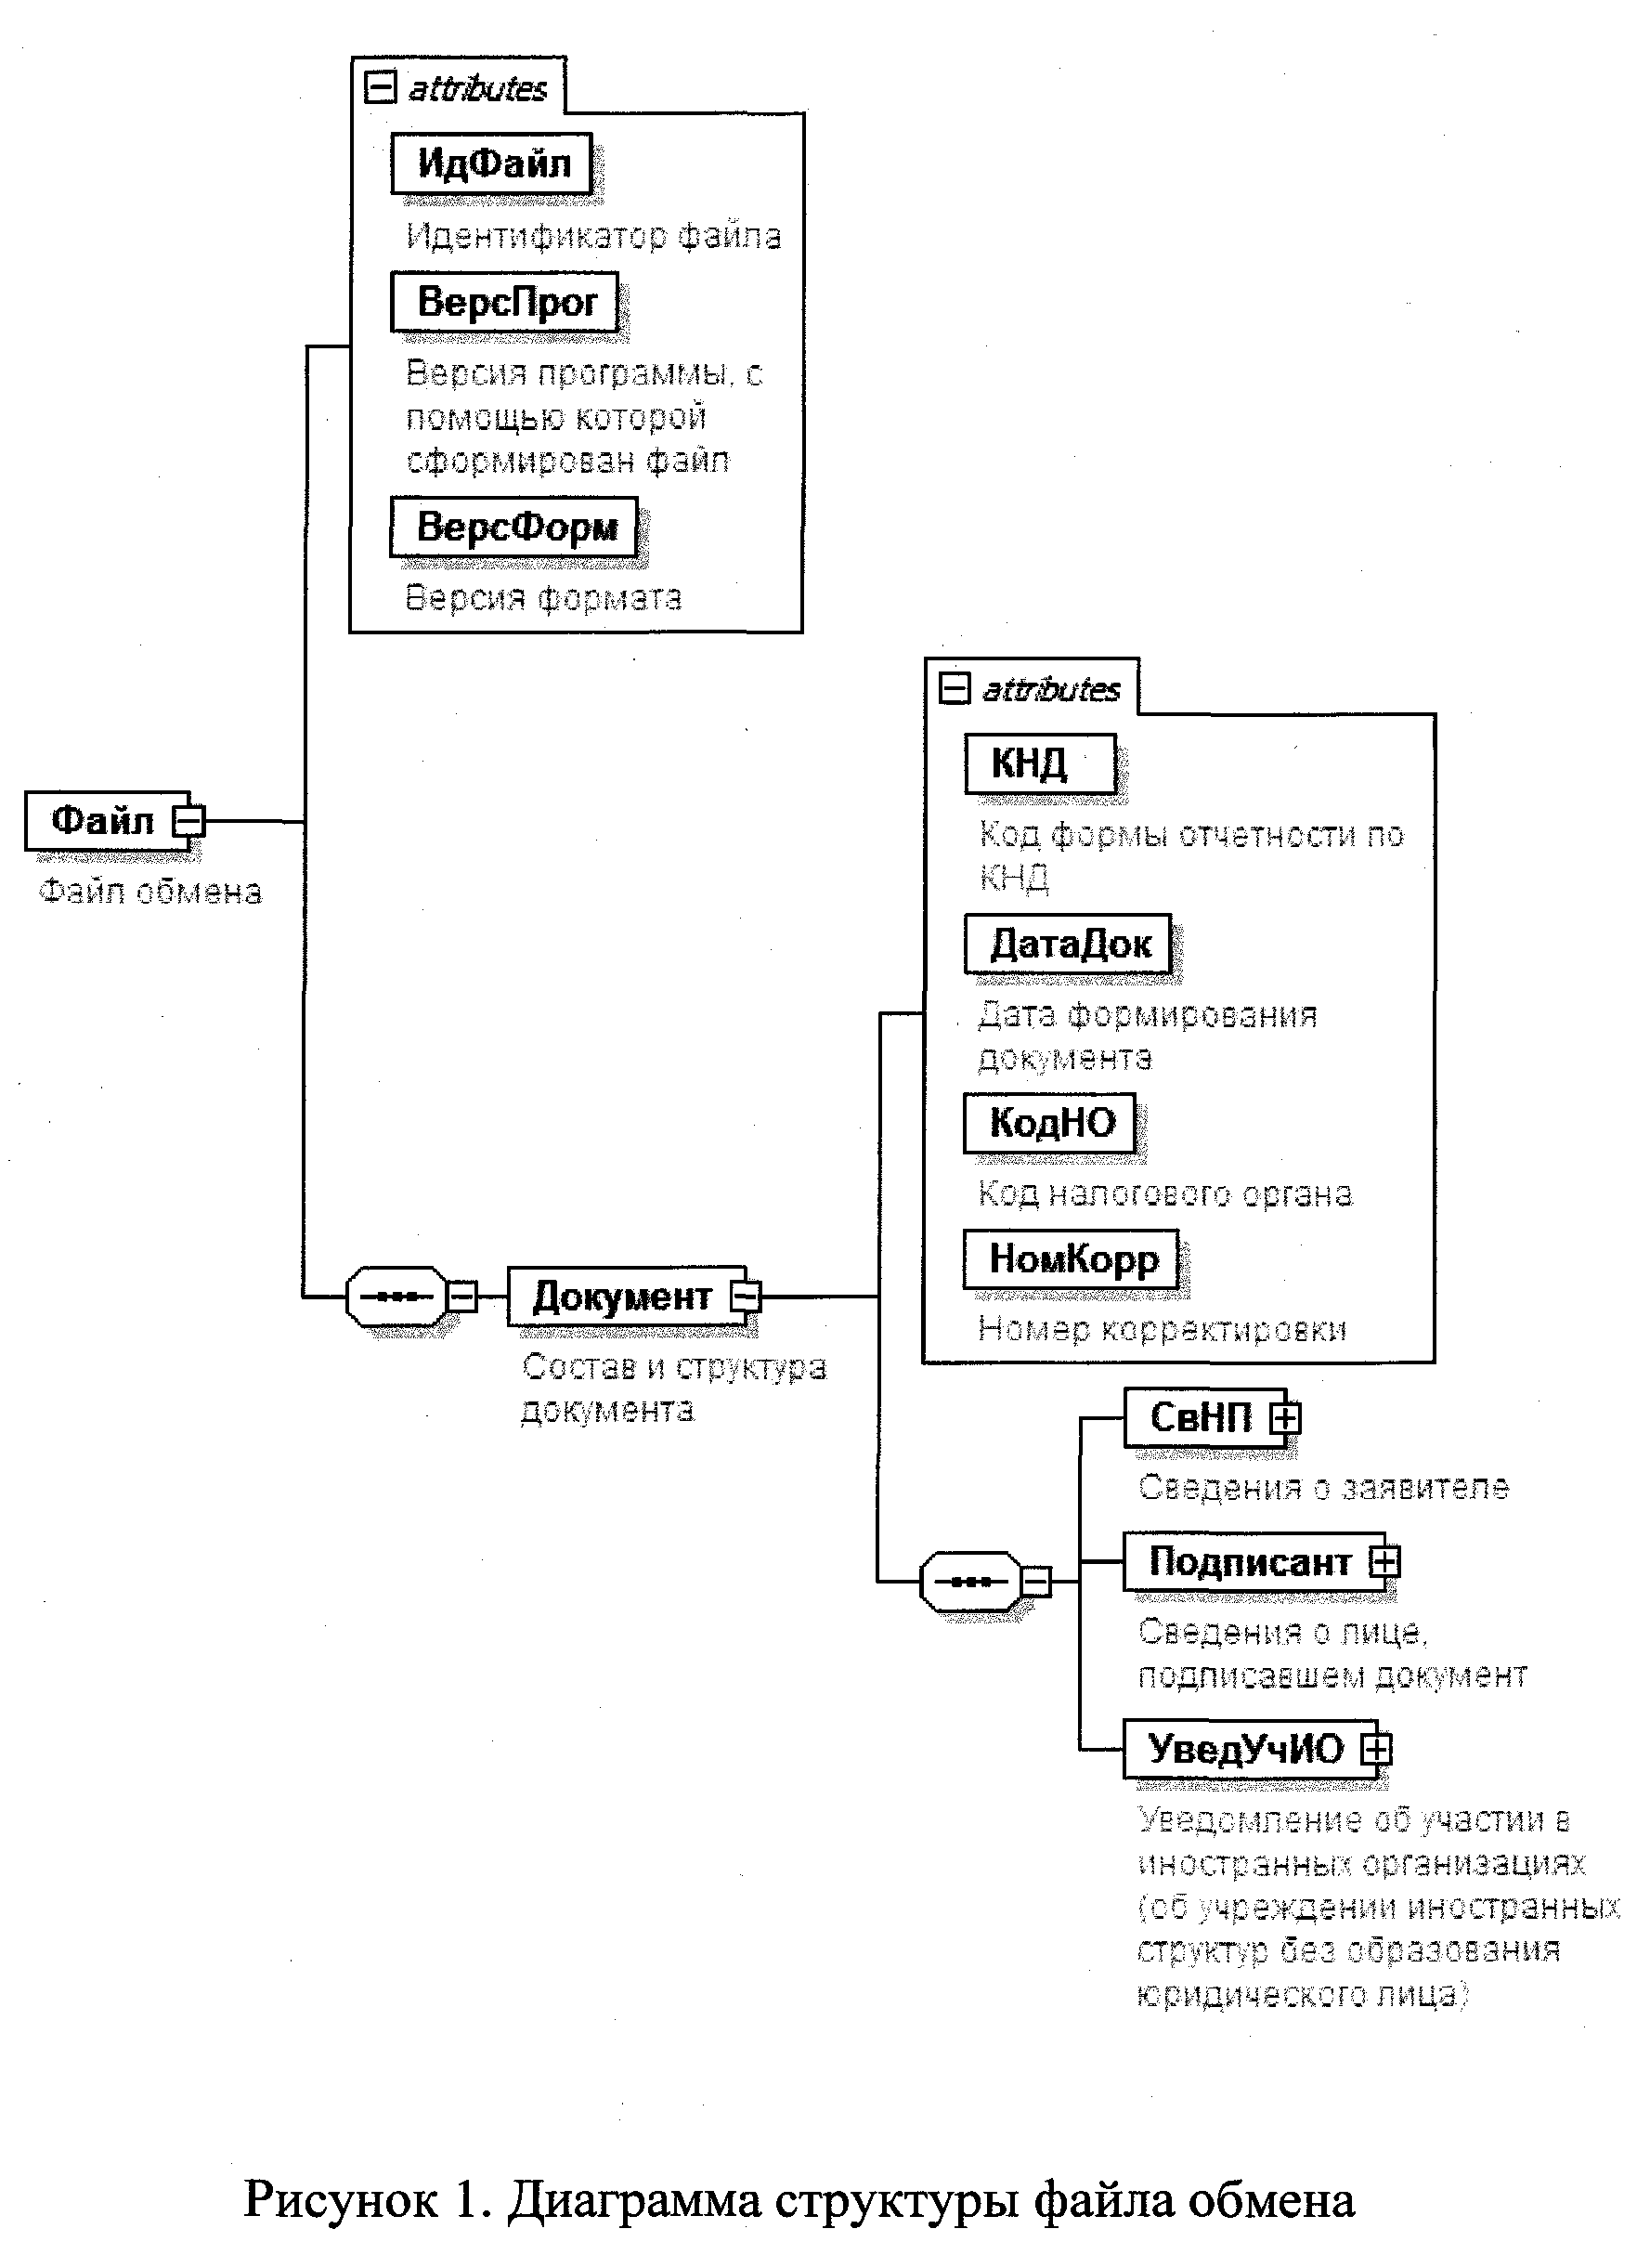 attributes
ИдФайл
Идентификатор файла
ВерсПрог
Версия программы, с
помощью которой
сформирован файл
ВерсФорм
Версия формата
Файл
Файл обмена
attributes
КНД
Код формы отчетности по
КНД
ДатаДок
Дата формирования
документа
КодНО
Код налогового органа
НомКорр
Номер корректировки
Документ
Состав и структура
документа
СвНП
Сведения о заявителе
Подписант
Сведения о лице,
подписавшем документ
УведУчИО
Уведомление об участии в
иностранных организациях
(об учреждении иностранных
структур без образования
юридического лица)
Рисунок 1. Диаграмма структуры файла обмена